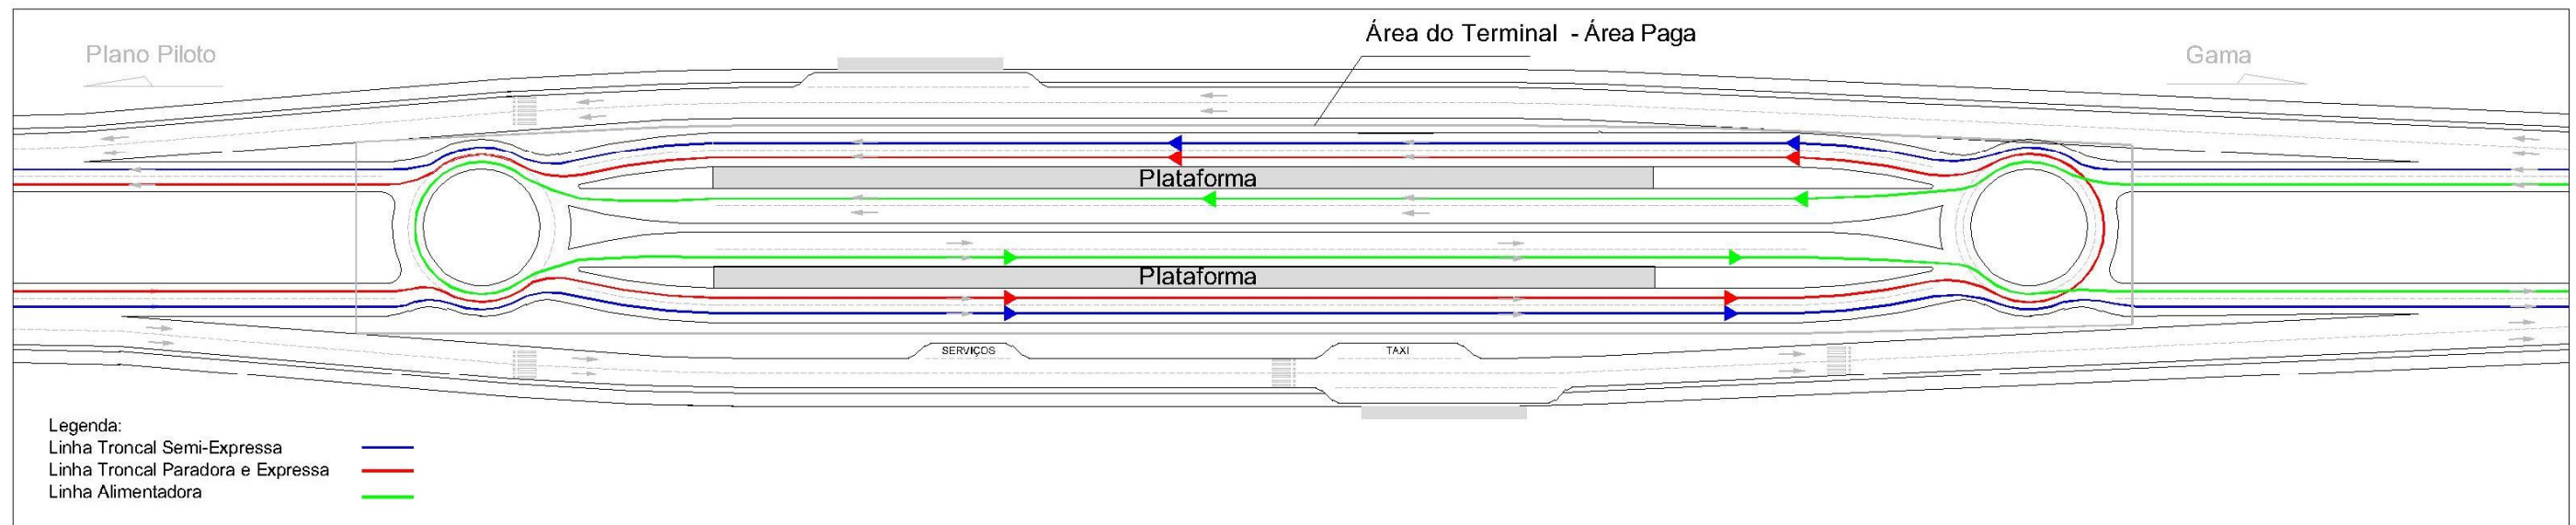 Área do Terminal - Área Paga
Plano Piloto
Gama
Plataforma
Plataforma
SERVIÇOS
TAXI
Legenda:
Linha Troncal Semi-Expressa
Linha Troncal Paradora e Expressa
Linha Alimentadora